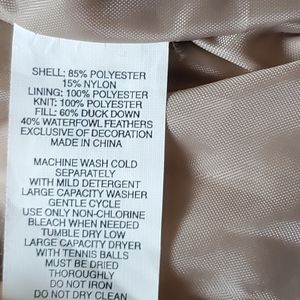 SHELL: 85% POLYESTER
15% NYLON
LINING: 100% POLYESTER
KNIT: 100% POLYESTER
FILL: 60% DUCK DOWN
40% WATERFOWL FEATHERS
EXCLUSIVE OF DECORATION
MADE IN CHINA
MACHINE WASH COLD
SEPARATELY
WITH MILD DETERGENT
LARGE CAPACITY WASHER
GENTLE CYCLE
USE ONLY NON-CHLORINE
BLEACH WHEN NEEDED
TUMBLE DRY LOW
LARGE CAPACITY DRYER
WITH TENNIS BALLS
MUST BE DRIED
THOROUGHLY
DO NOT IRON
DO NOT DRY CLEAN